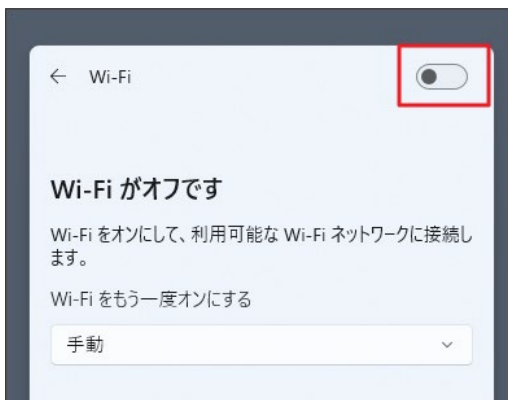 Wi-Fi
Wi-Fi がオフです
Wi-Fi をオンにして、利用可能な Wi-Fi ネットワークに接続し
ます。
Wi-Fi をもう一度オンにする
手動